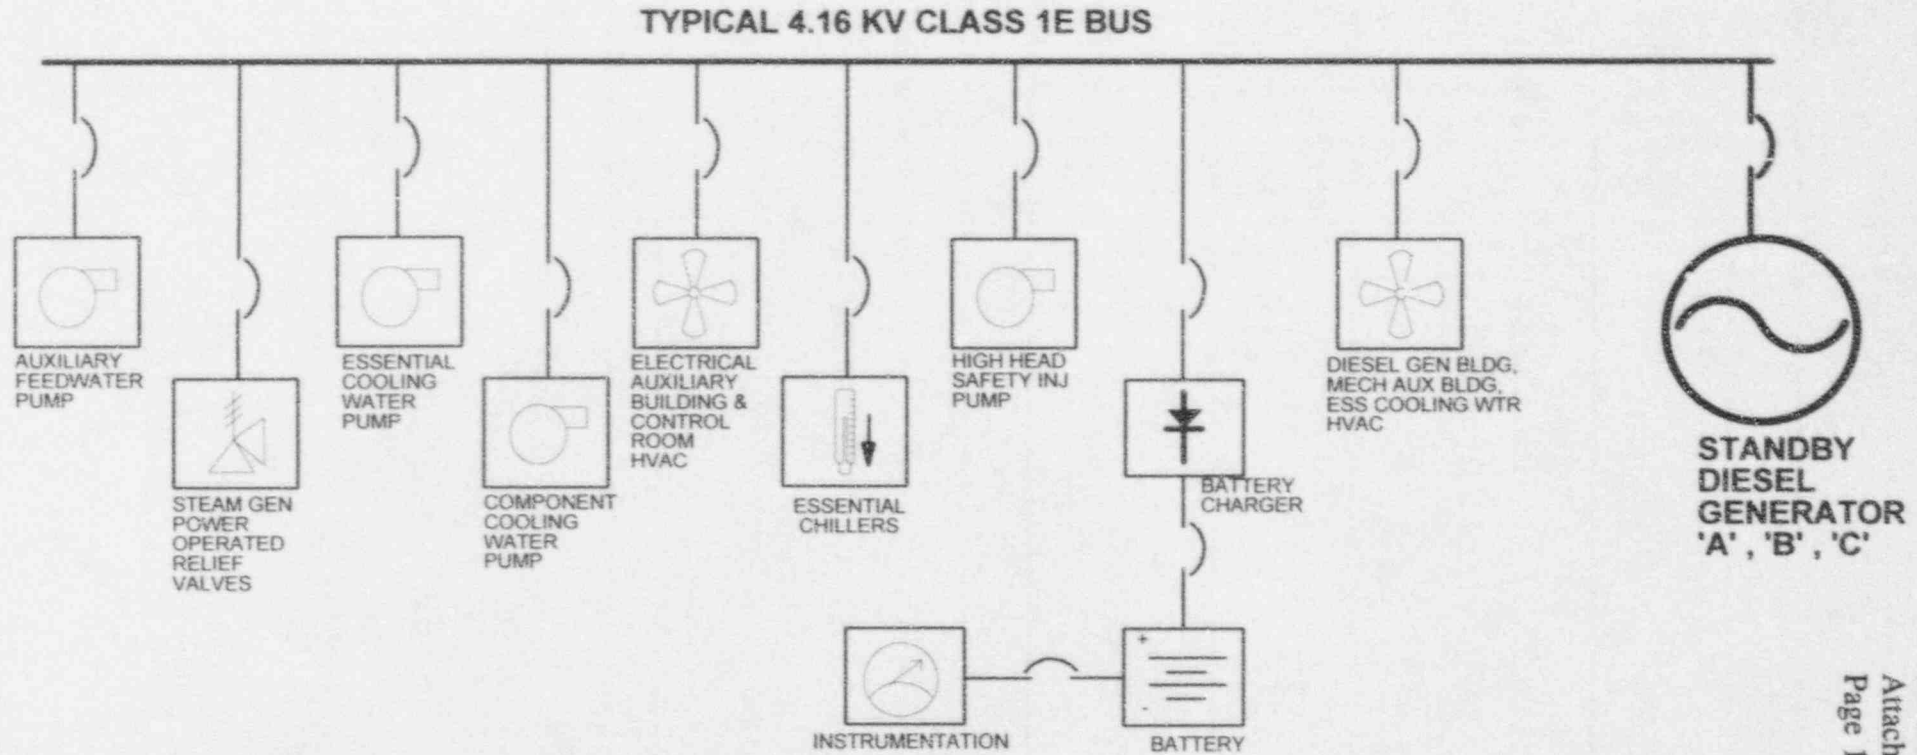 TYPICAL 4.16 KV CLASS 1E BUS
AUXILIARY
FEEDWATER
PUMP
STEAM GEN
POWER
OPERATED
RELIEF
VALVES
ESSENTIAL
COOLING
WATER
PUMP
COMPONENT
COOLING
WATER
PUMP
ELECTRICAL
AUXILIARY
BUILDING &
CONTROL
ROOM
HVAC
ESSENTIAL
CHILLERS
HIGH HEAD
SAFETY INJ
PUMP
BATTERY
CHARGER
DIESEL GEN BLDG,
MECH AUX BLDG,
ESS COOLING WTR
HVAC
STANDBY
DIESEL
GENERATOR
'A' , 'B' , 'C'
+
-
INSTRUMENTATION
BATTERY
Page